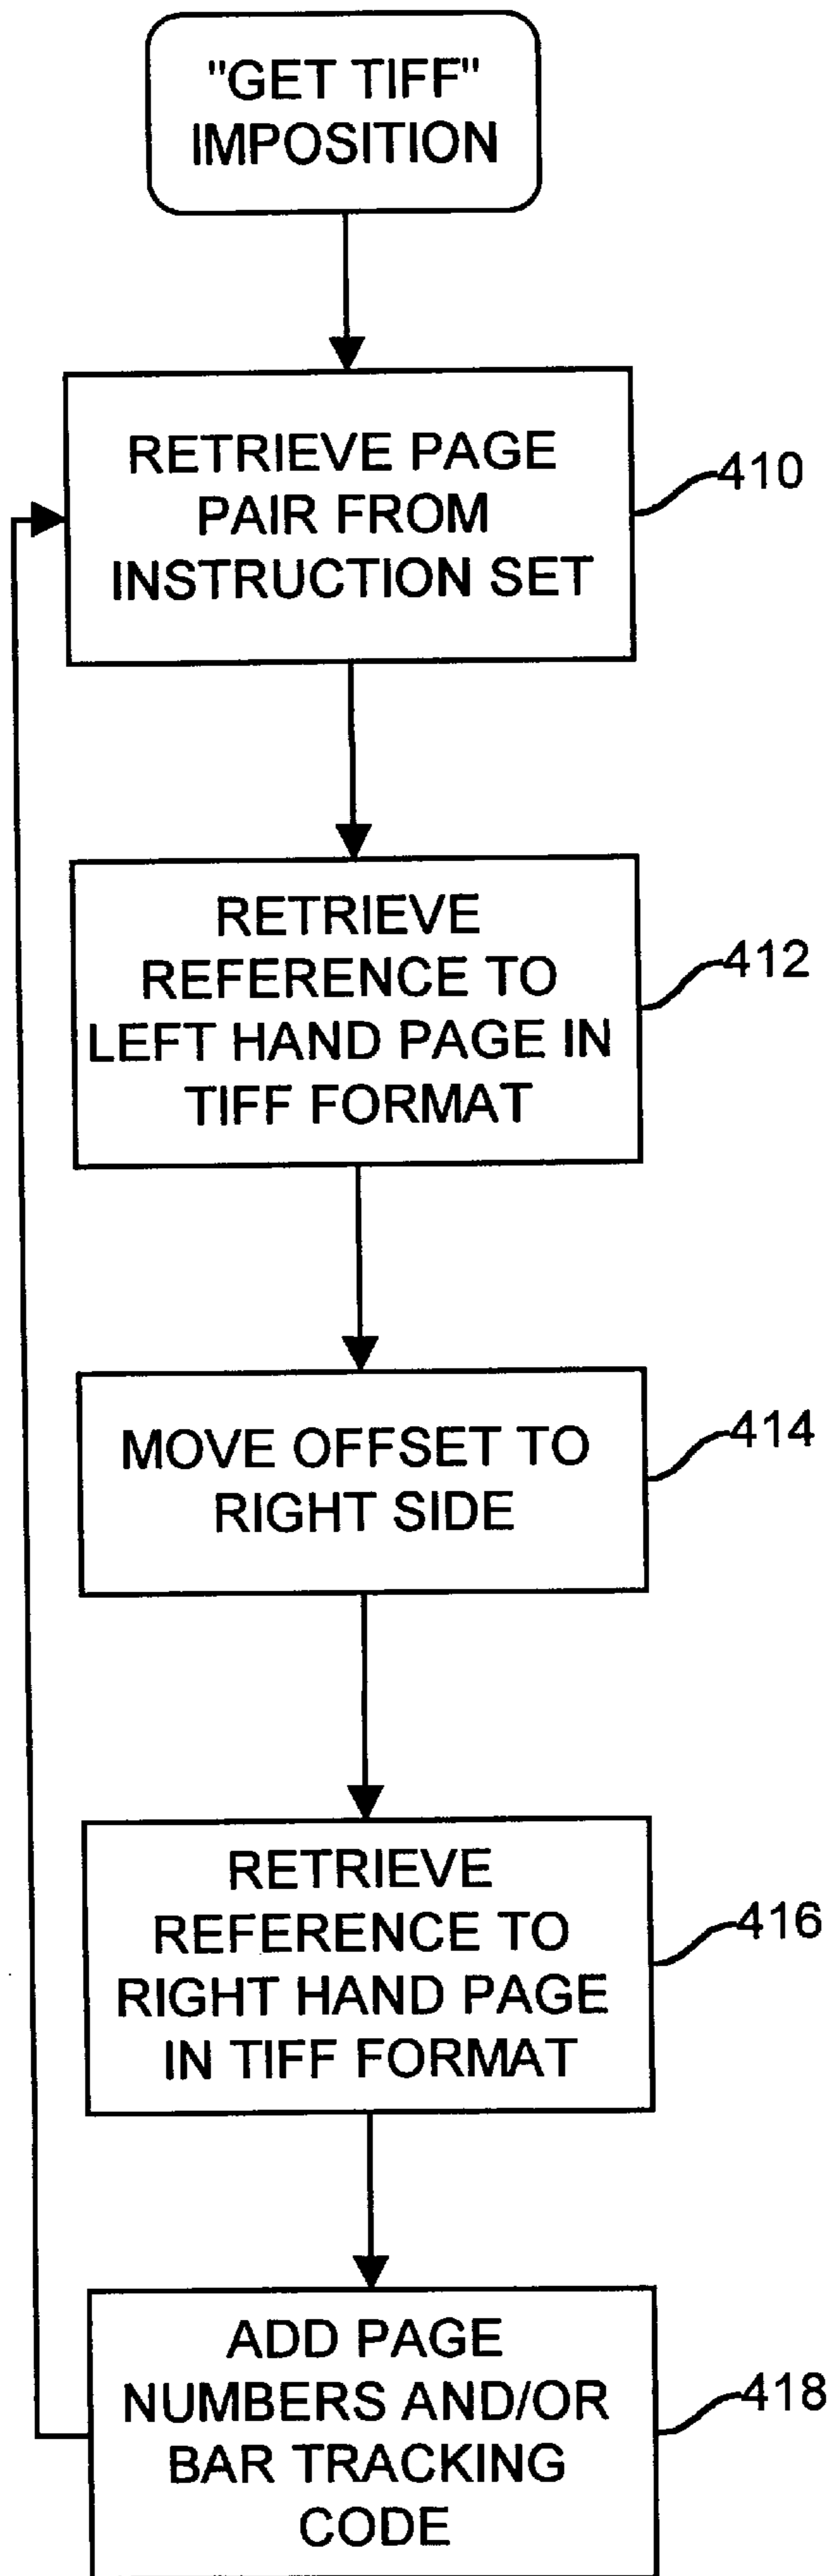 "GET TIFF"
IMPOSITION
RETRIEVE PAGE
PAIR FROM
INSTRUCTION SET
410
RETRIEVE
REFERENCE TO
LEFT HAND PAGE IN
TIFF FORMAT
412
MOVE OFFSET TO
RIGHT SIDE
414
RETRIEVE
REFERENCE TO
RIGHT HAND PAGE
IN TIFF FORMAT
416
ADD PAGE
NUMBERS AND/OR
BAR TRACKING
CODE
418